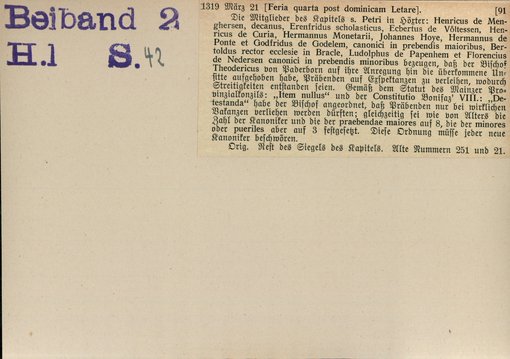 Beiband 2
H.1 S. 42
1319 März 21 [Feria quarta post dominicam Letare]. [91
Die Mitglieder des Kapitels s. Petri in Höxter: Henricus de Men-
ghersen, decanus, Erenfridus scholasticus, Ecbertus de Völtessen, Hen-
ricus de Curia, Hermannus Monetarii, Johannes Hoye, Hermannus de
Ponte et Godfridus de Godelem, canonici in prebendis maioribus, Ber-
toldus rector ecclesie in Bracle, Ludolphus de Papenhem et Florencius
de Nedersen canonici in prebendis minoribus bezeugen, daß der Bischof
Theodericus von Paderborn auf ihre Anregung hin die überkommene Un-
sitte aufgehoben habe, Präbenden auf Exspektanzen zu verleihen, wodurch
Streitigkeiten entstanden seien. Gemäß dem Statut des Mainzer Pro-
vinzialkonzils: „Item nullus" und der Constitutio Bonifaz' VIII.: „De-
testanda" habe der Bischof angeordnet, daß Präbenden nur bei wirklichen
Vakanzen verliehen werden dürften; gleichzeitig sei wie von Alters die
Zahl der Kanoniker und die der praebendae maiores auf 8, die der minores
oder pueriles aber auf 3 festgesetzt. Diese Ordnung müsse jeder neue
Kanoniker beschwören.
Orig. Rest des Siegels des Kapitels. Alte Nummern 251 und 21.